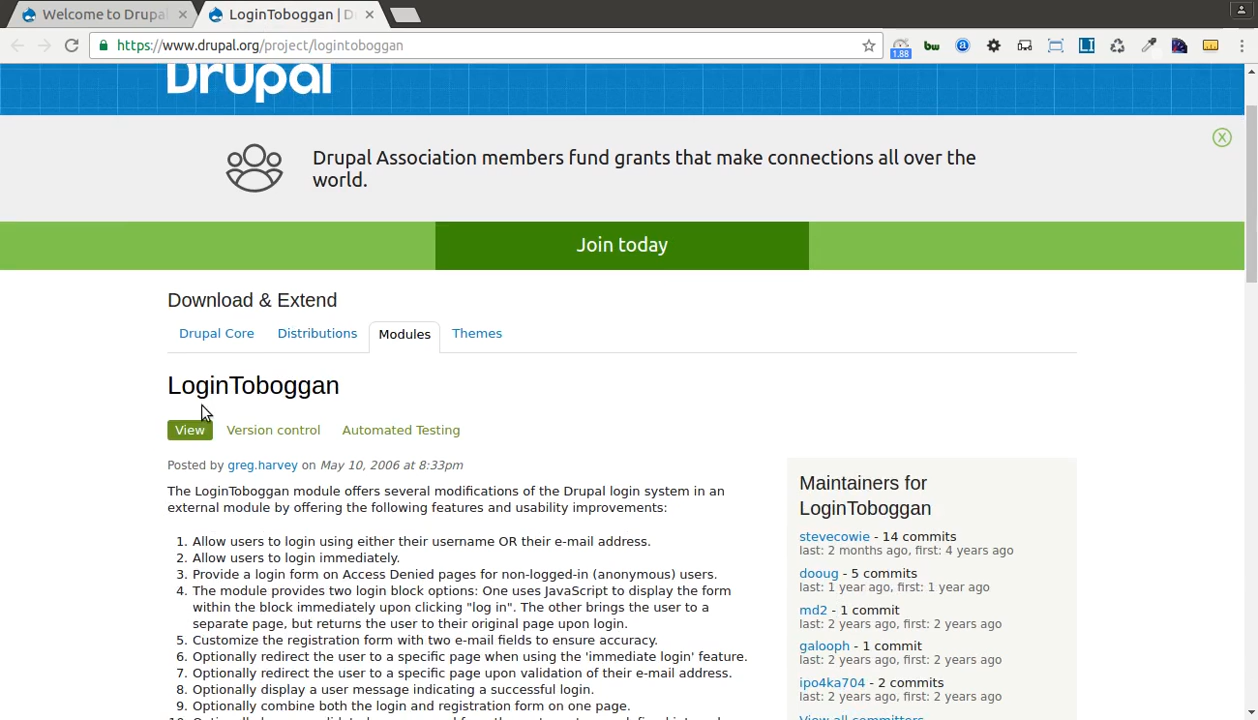 Welcome to Drupa
LoginToboggan | D
https://www.drupal.org/project/logintoboggan
1.88
bw
a
LI
Drupal
Drupal Association members fund grants that make connections all over the
world.
X
Join today
Download & Extend
Drupal Core
Distributions
Modules
Themes
LoginToboggan
View
Version control
Automated Testing
Posted by greg.harvey on May 10, 2006 at 8:33pm
The LoginToboggan module offers several modifications of the Drupal login system in an
external module by offering the following features and usability improvements:
1. Allow users to login using either their username OR their e-mail address.
2. Allow users to login immediately.
3. Provide a login form on Access Denied pages for non-logged-in (anonymous) users.
4. The module provides two login block options: One uses JavaScript to display the form
within the block immediately upon clicking "log in". The other brings the user to a
separate page, but returns the user to their original page upon login.
5. Customize the registration form with two e-mail fields to ensure accuracy.
6. Optionally redirect the user to a specific page when using the 'immediate login' feature.
7. Optionally redirect the user to a specific page upon validation of their e-mail address.
8. Optionally display a user message indicating a successful login.
9. Optionally combine both the login and registration form on one page.
Maintainers for
LoginToboggan
stevecowie - 14 commits
last: 2 months ago, first: 4 years ago
dooug - 5 commits
last: 1 year ago, first: 1 year ago
md2 - 1 commit
last: 2 years ago, first: 2 years ago
galooph - 1 commit
last: 2 years ago, first: 2 years ago
ipo4ka704 - 2 commits
last: 2 years ago, first: 2 years ago
View all committers